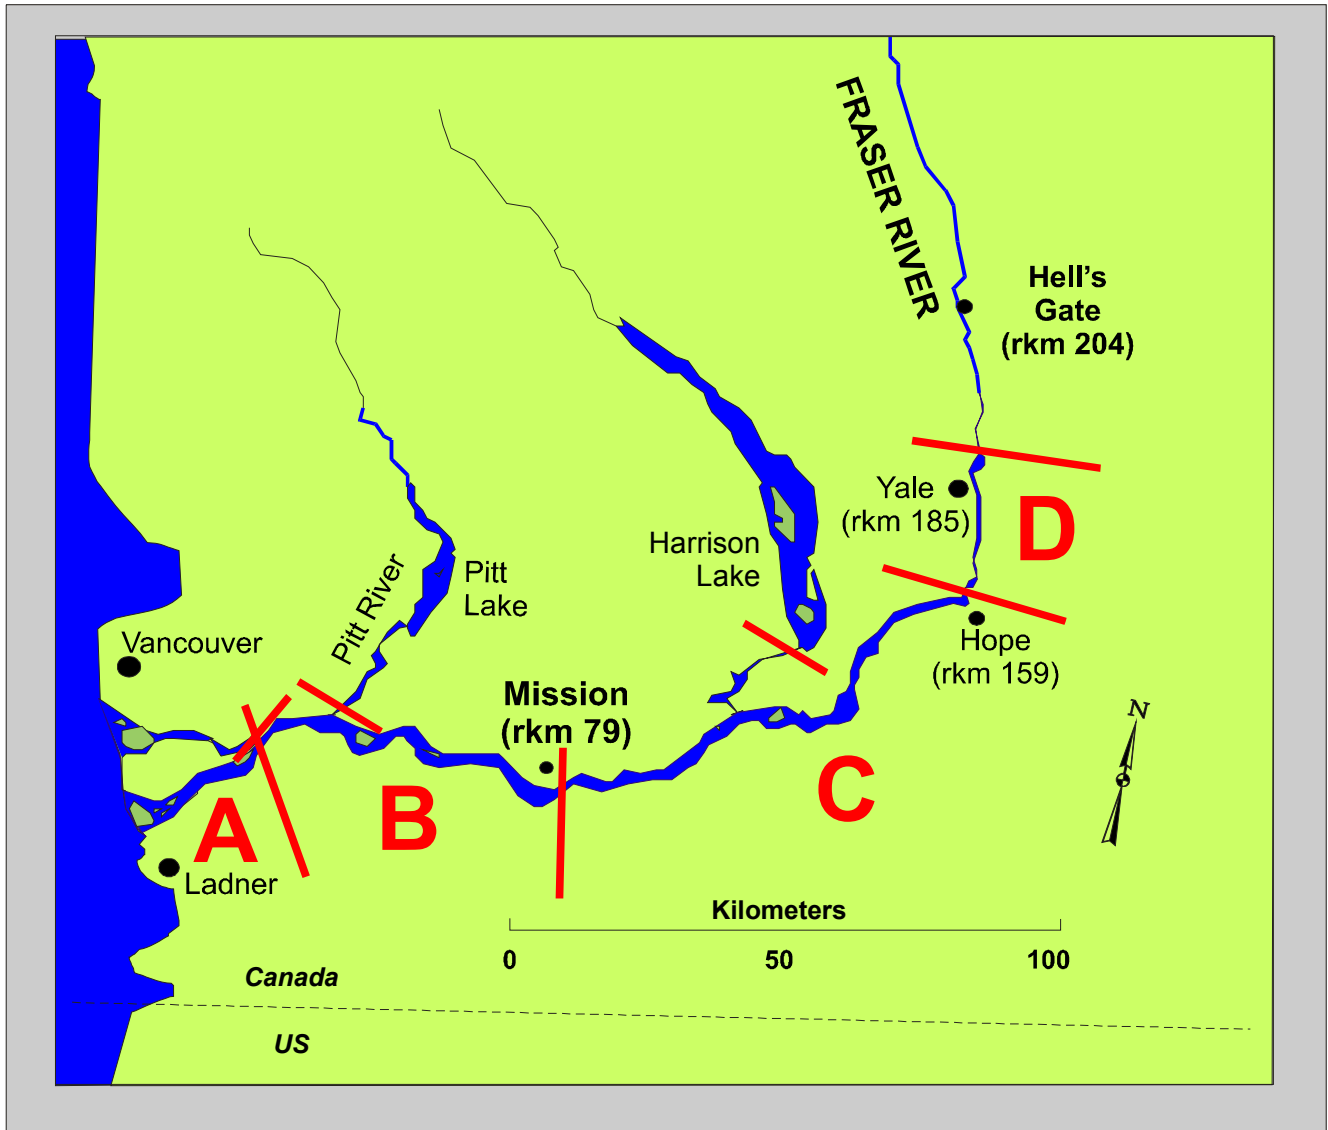 FRASER RIVER
Hell's
Gate
(rkm 204)
Yale
(rkm 185)
D
Harrison
Lake
Pitt River
Pitt
Lake
Hope
(rkm 159)
Vancouver
Mission
(rkm 79)
N
A
B
C
Ladner
Kilometers
0 50 100
Canada
US